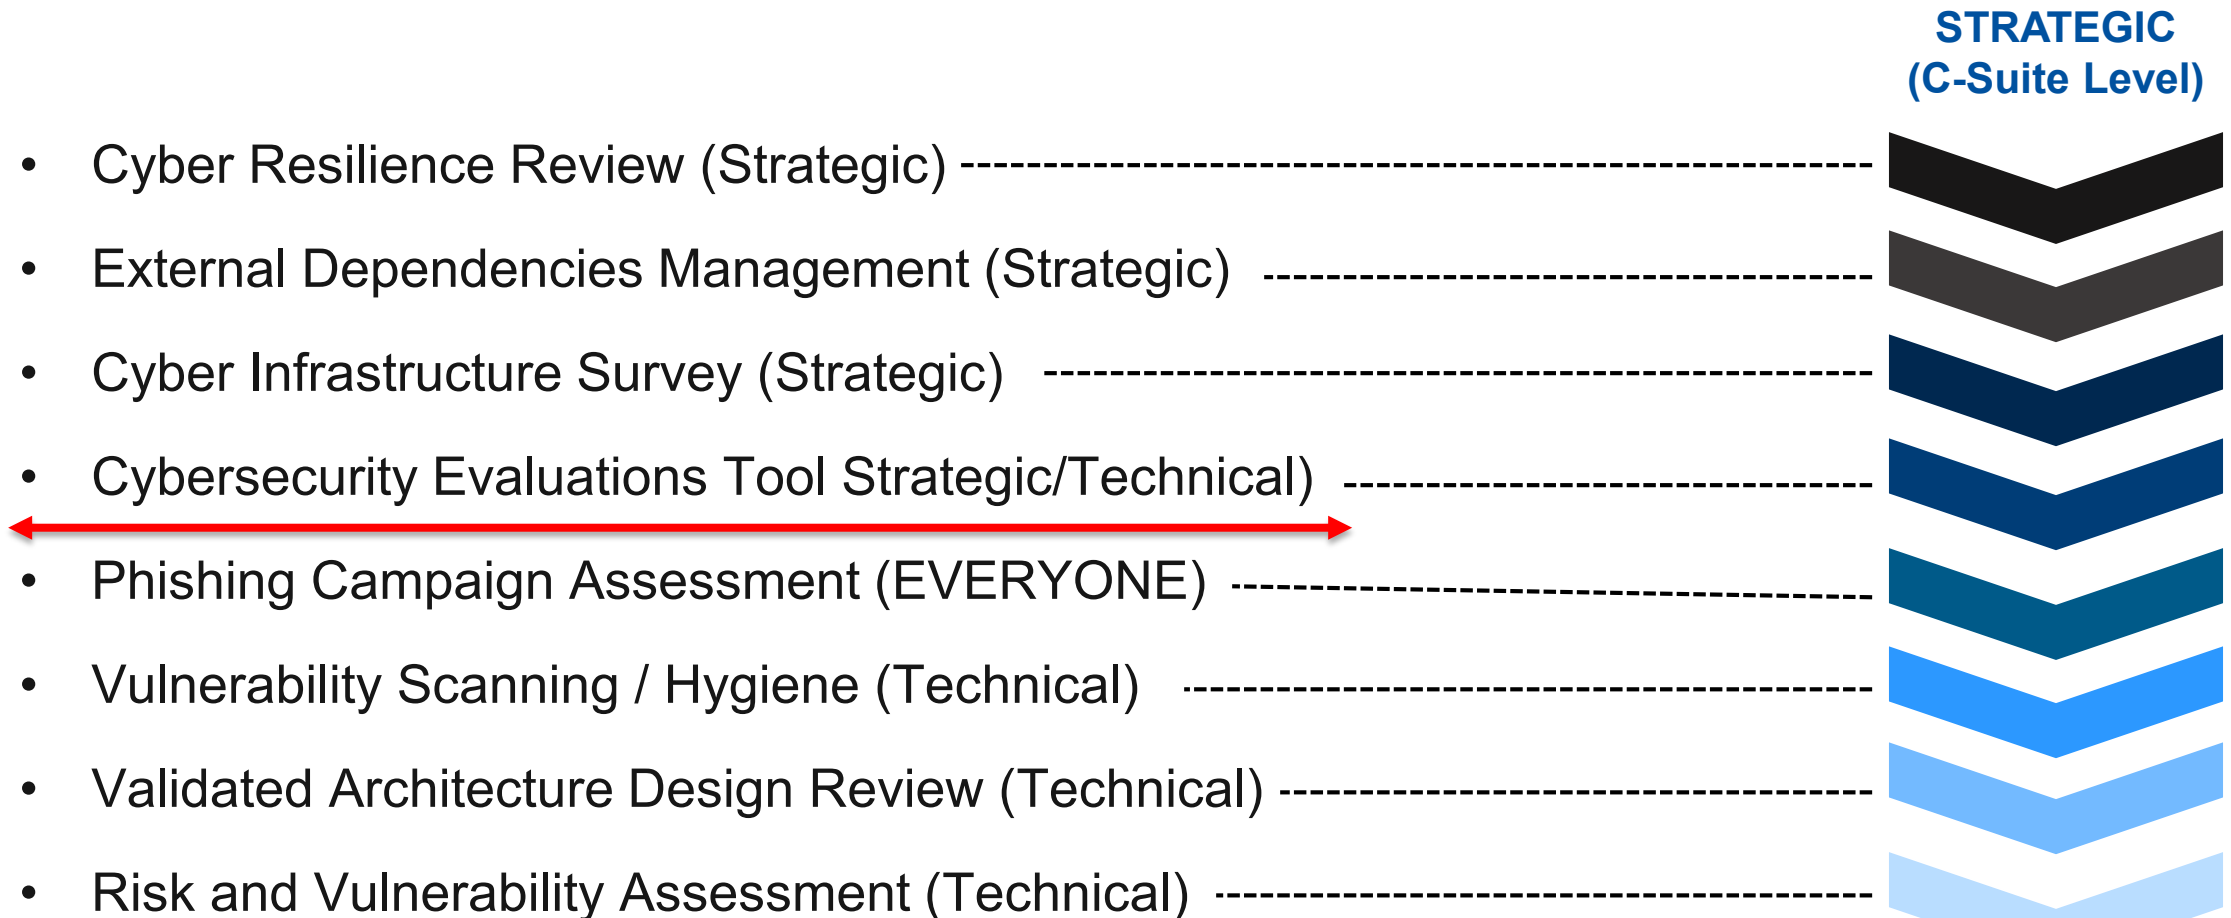 STRATEGIC
(C-Suite Level)
• Cyber Resilience Review (Strategic)
• External Dependencies Management (Strategic)
• Cyber Infrastructure Survey (Strategic)
• Cybersecurity Evaluations Tool Strategic/Technical)
• Phishing Campaign Assessment (EVERYONE)
• Vulnerability Scanning / Hygiene (Technical)
• Validated Architecture Design Review (Technical)
• Risk and Vulnerability Assessment (Technical)